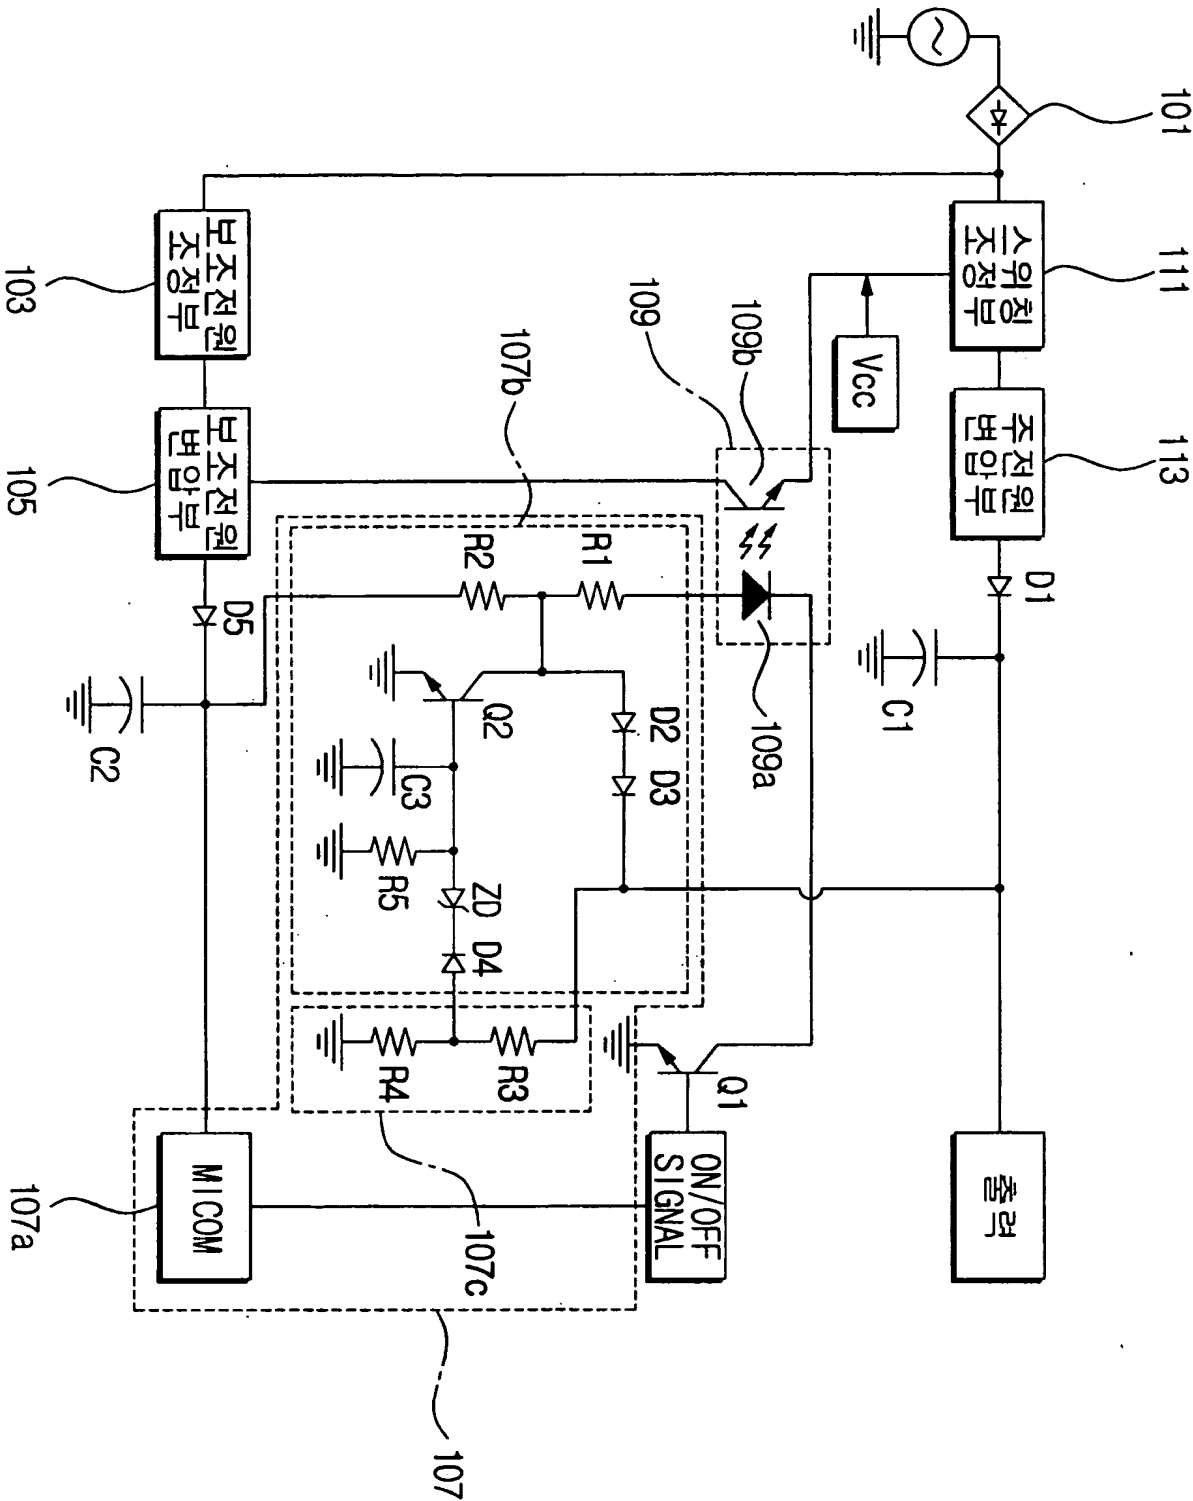 101
111
113
스위칭
조정부
주전원
변압부
D1
출력
C1
Vcc
109
109b
109a
Q1
ON/OFF
SIGNAL
D2
D3
R1
107b
R2
Q2
ZD
D4
R3
C3
R5
R4
107c
107
보조전원
조정부
보조전원
변압부
D5
MICOM
C2
103
105
107a